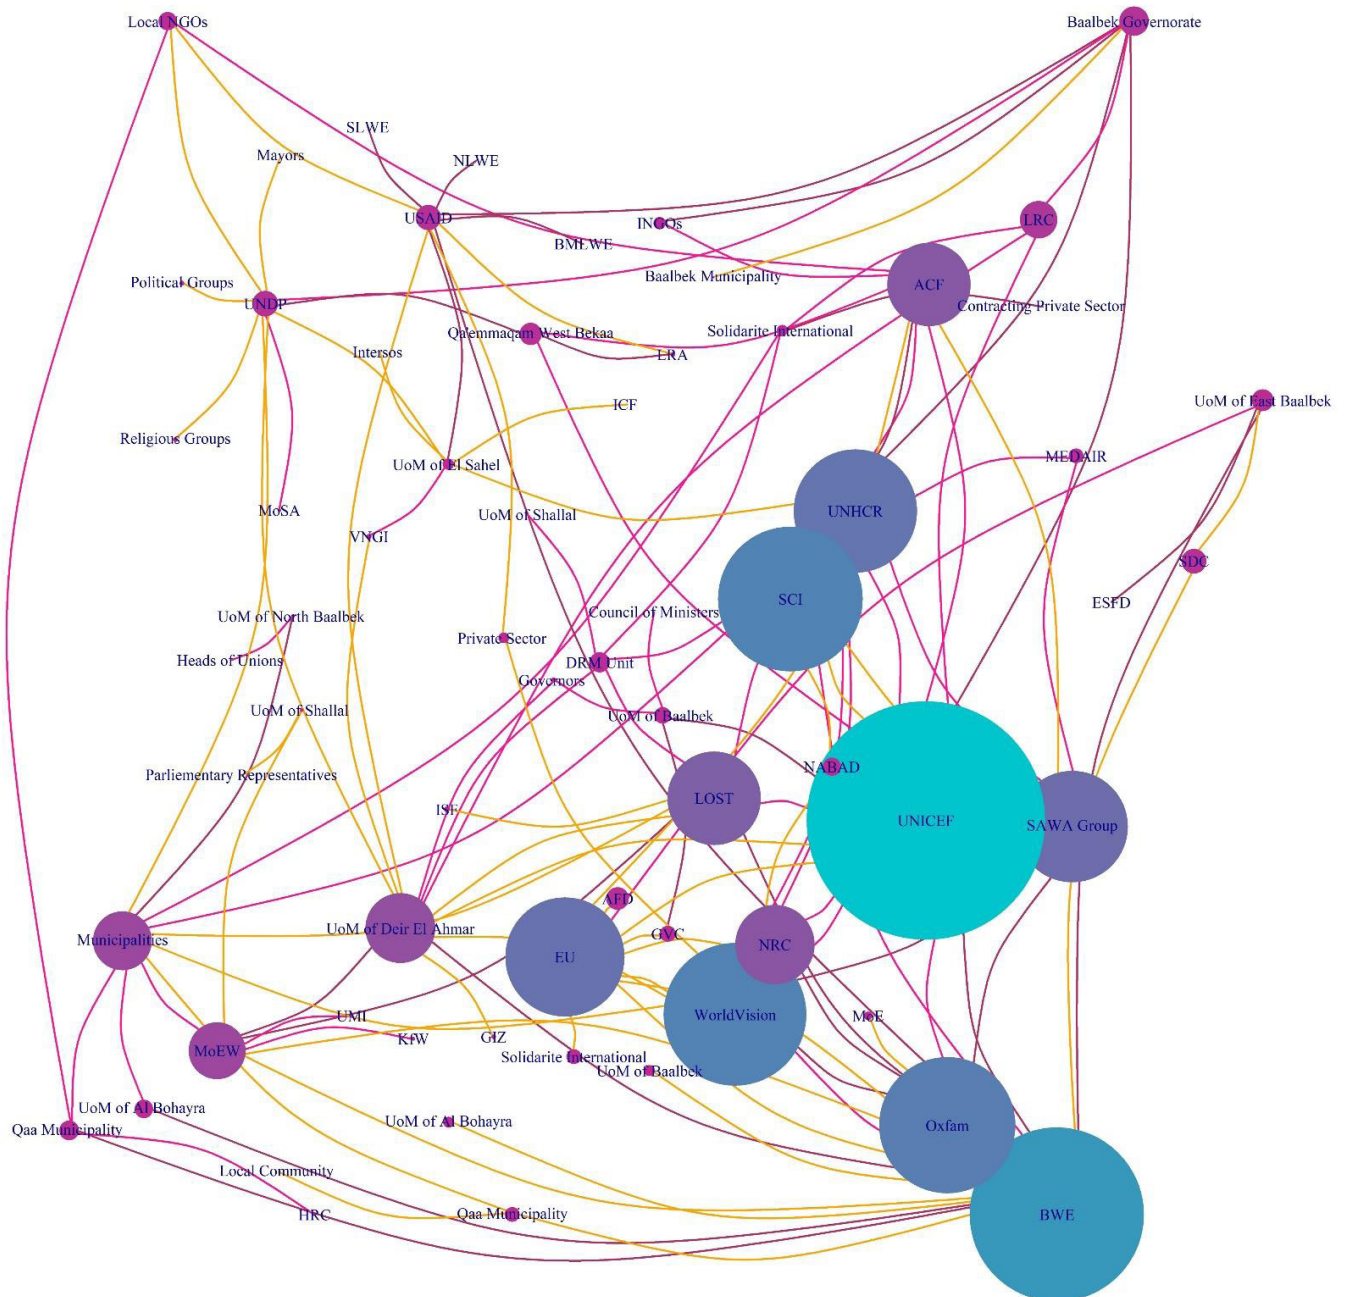 Local NGOs
Baalbek Governorate
SLWE
Mayors
NLWE
USAID
INGOs
LRC
BMLWE
Baalbek Municipality
ACF
Political Groups
UNDP
Contracting Private Sector
Qa'emmaqam West Bekaa
Solidarite International
Intersos
LRA
UoM of East Baalbek
ICF
Religious Groups
MEDAIR
UoM of El Sahel
MoSA
UoM of Shallal
UNHCR
VNGI
SDC
SCI
ESFD
UoM of North Baalbek
Council of Ministers
Private Sector
Heads of Unions
DRM Unit
Governors
UoM of Shallal
UoM of Baalbek
Parliementary Representatives
NABAD
LOST
ISF
UNICEF
SAWA Group
AFD
UoM of Deir El Ahmar
GVC
Municipalities
NRC
EU
UMI
WorldVision
MoE
KfW
GIZ
MoEW
Solidarite International
UoM of Baalbek
UoM of Al Bohayra
UoM of Al Bohayra
Qaa Municipality
Oxfam
Local Community
HRC
Qaa Municipality
BWE